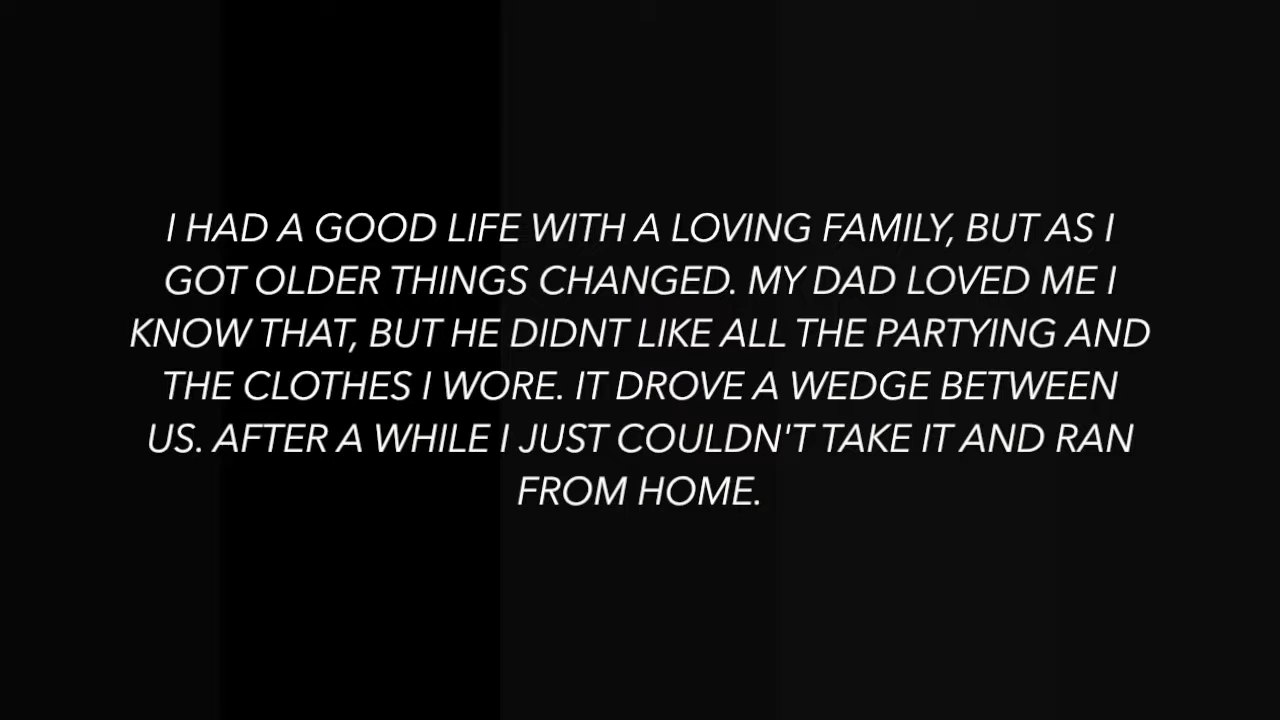 I HAD A GOOD LIFE WITH A LOVING FAMILY, BUT AS I
GOT OLDER THINGS CHANGED. MY DAD LOVED ME I
KNOW THAT, BUT HE DIDNT LIKE ALL THE PARTYING AND
THE CLOTHES I WORE. IT DROVE A WEDGE BETWEEN
US. AFTER A WHILE I JUST COULDN'T TAKE IT AND RAN
FROM HOME.